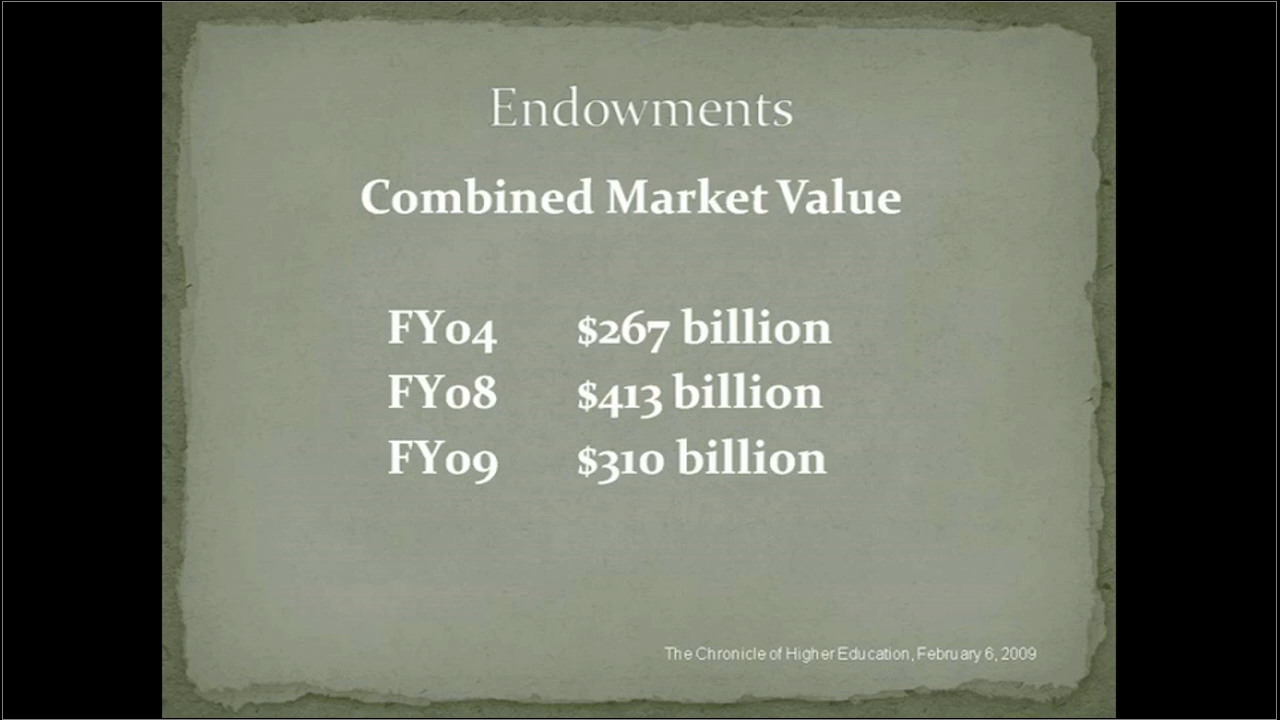 Endowments
Combined Market Value
FY04 $267 billion
FY08 $413 billion
FY09 $310 billion
The Chronicle of Higher Education, February 6, 2009